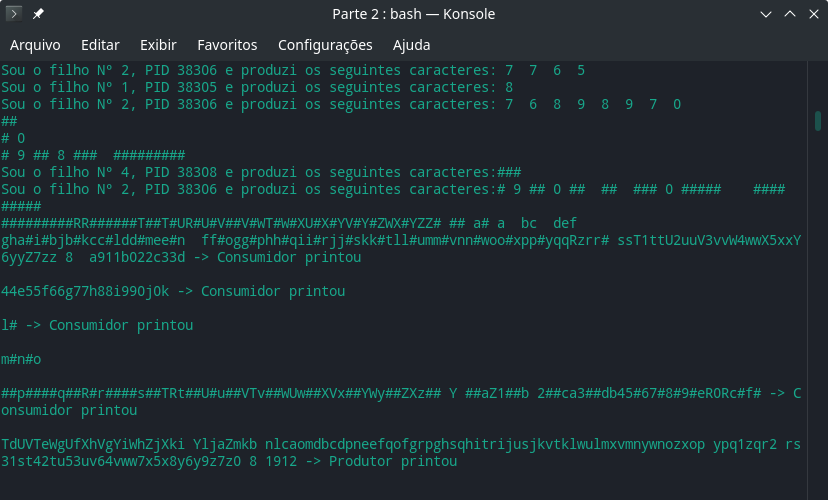 Parte 2 : bash — Konsole
Arquivo Editar Exibir Favoritos Configurações Ajuda
Sou o filho Nº 2, PID 38306 e produzi os seguintes caracteres: 7  7  6  5
Sou o filho Nº 1, PID 38305 e produzi os seguintes caracteres: 8
Sou o filho Nº 2, PID 38306 e produzi os seguintes caracteres: 7  6  8  9  8  9  7  0
##
# 0
# 9 ## 8 ###  #########
Sou o filho Nº 4, PID 38308 e produzi os seguintes caracteres:###
Sou o filho Nº 2, PID 38306 e produzi os seguintes caracteres:# 9 ## 0 ##  ##  ### 0 #####    ####
#####
#########RR######T##T#UR#U#V##V#WT#W#XU#X#YV#Y#ZWX#YZZ# ## a# a  bc  def
gha#i#bjb#kcc#ldd#mee#n  ff#ogg#phh#qii#rjj#skk#tll#umm#vnn#woo#xpp#yqqRzrr# ssT1ttU2uuV3vvW4wwX5xxY
6yyZ7zz 8  a911b022c33d -> Consumidor printou
44e55f66g77h88i990j0k -> Consumidor printou
l# -> Consumidor printou
m#n#o
##p####q##R#r####s##TRt##U#u##VTv##WUw##XVx##YWy##ZXz## Y ##aZ1##b 2##ca3##db45#67#8#9#eR0Rc#f# -> C
onsumidor printou
TdUVTeWgUfXhVgYiWhZjXki YljaZmkb nlcaomdbcdpneefqofgrpghsqhitrijusjkvtklwulmxvmnywnozxop ypq1zqr2 rs
31st42tu53uv64vww7x5x8y6y9z7z0 8 1912 -> Produtor printou